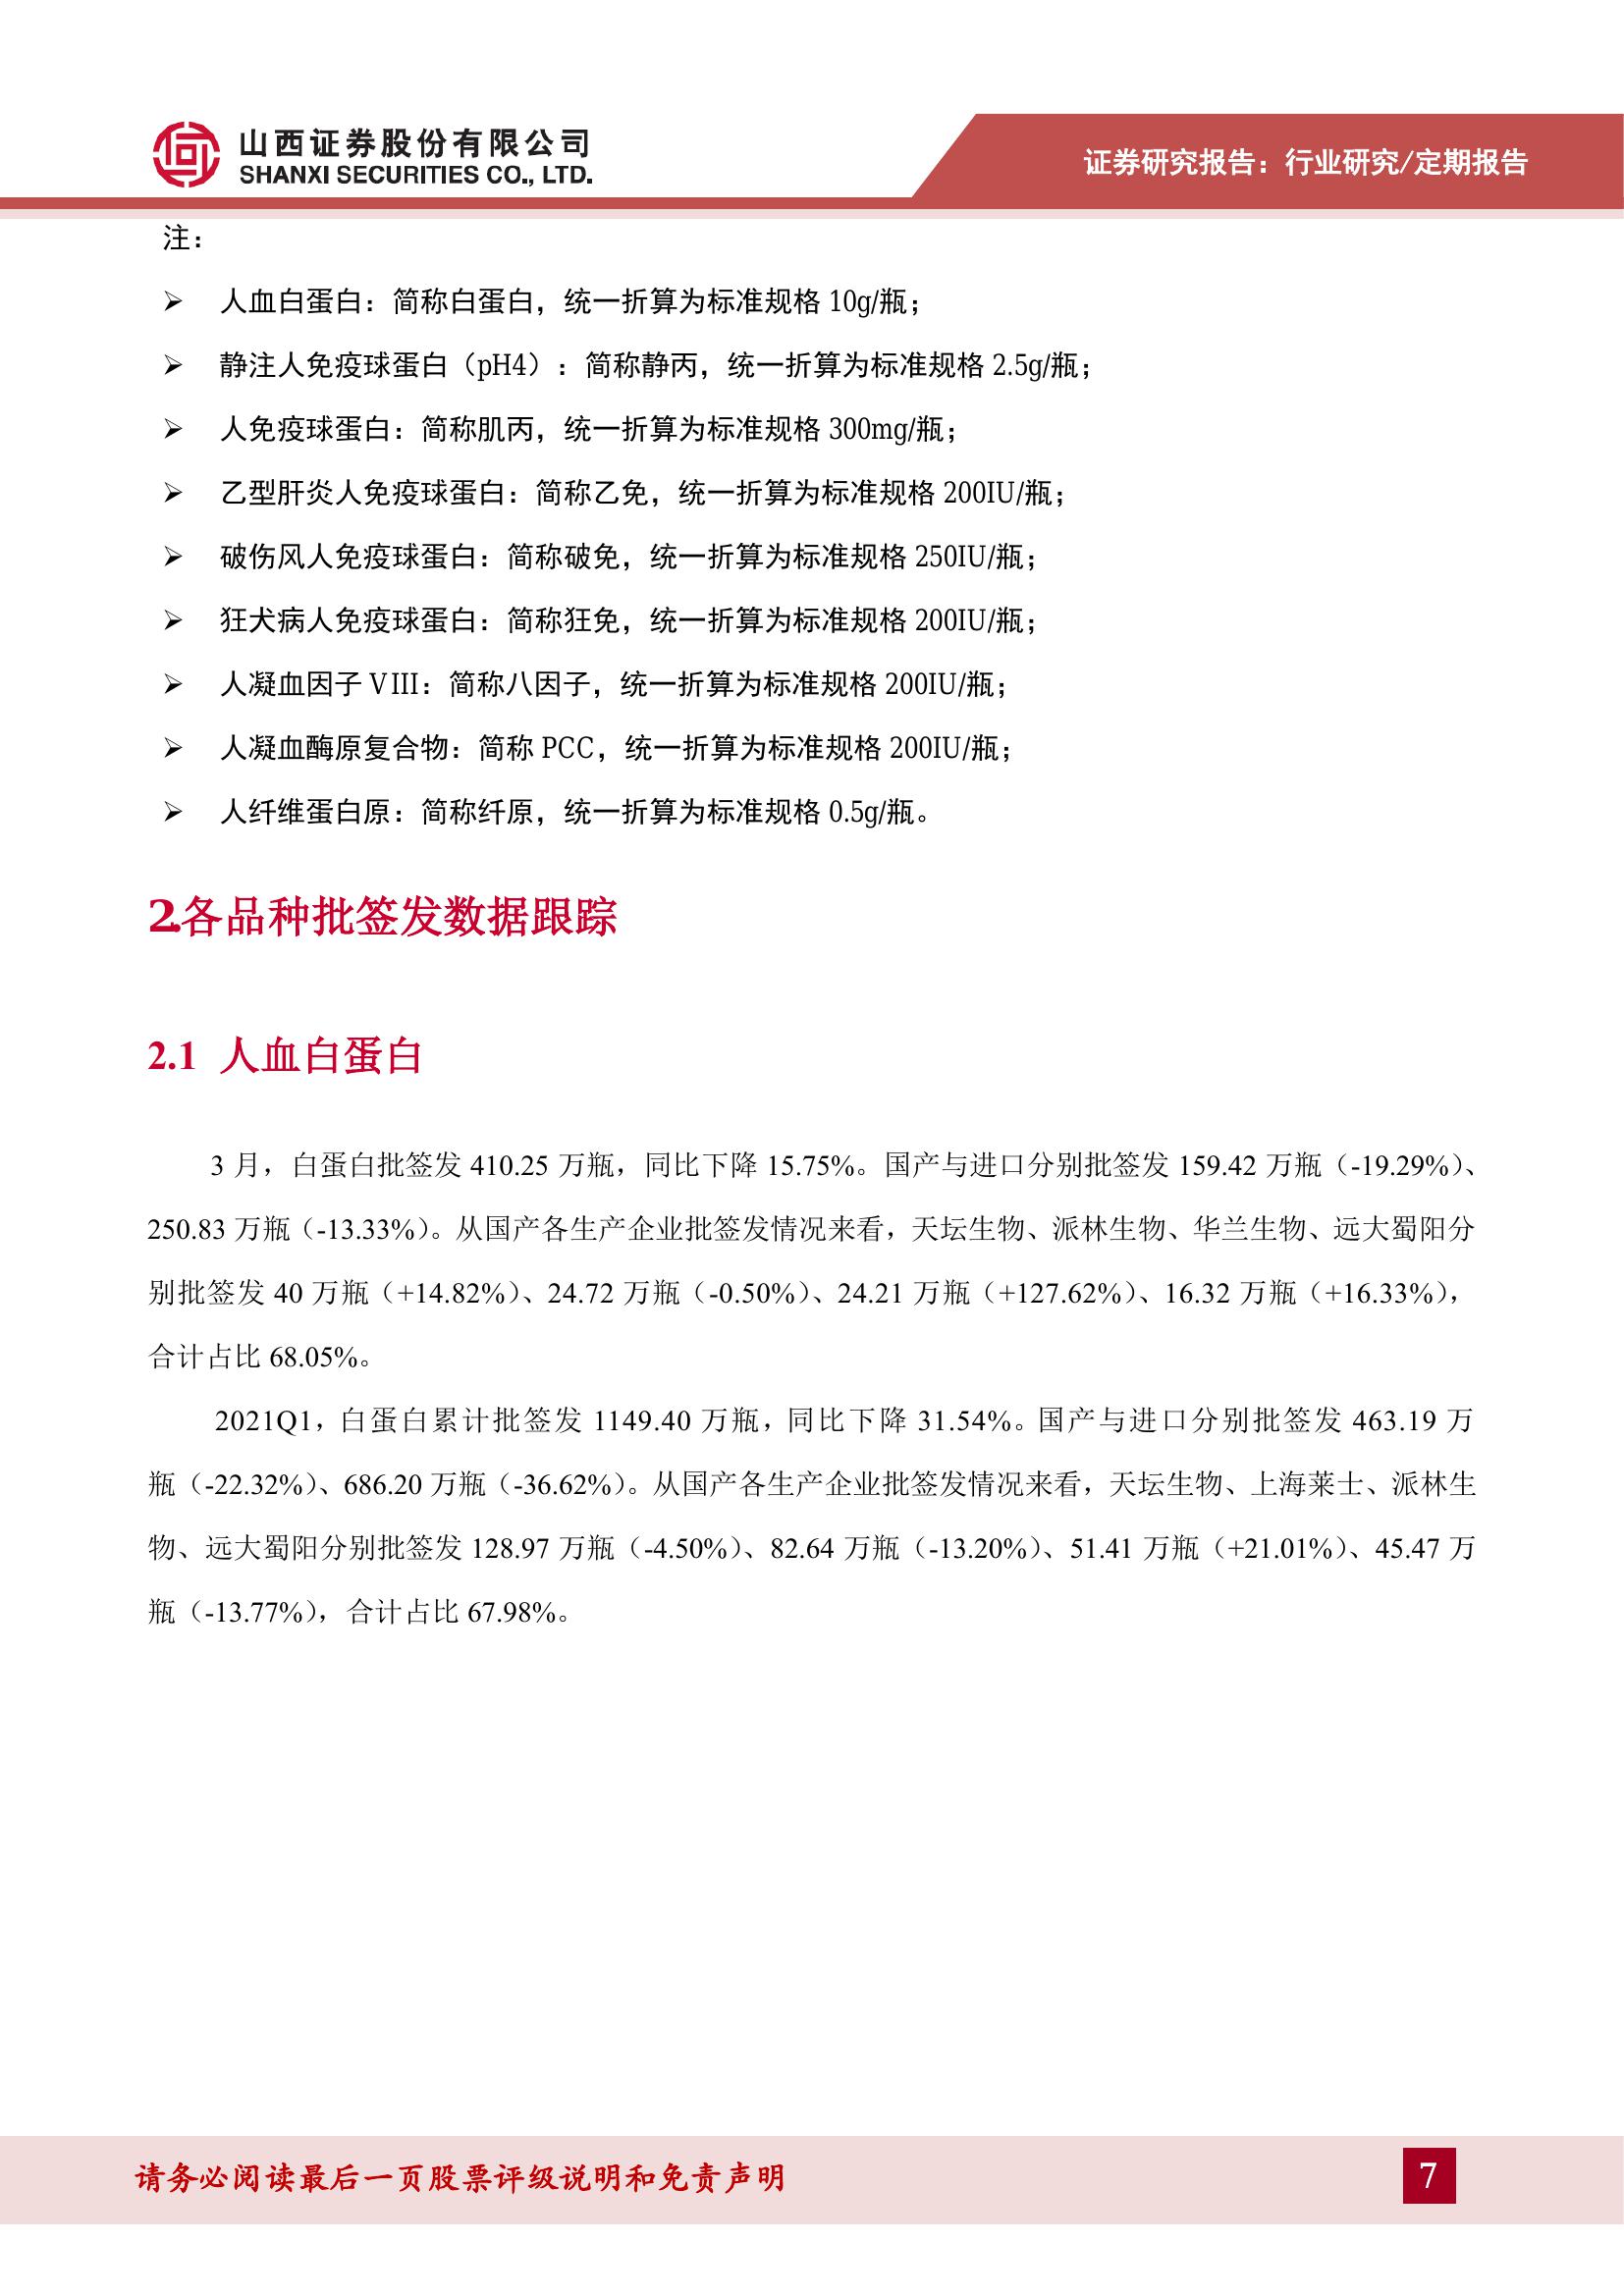 山西证券股份有限公司
SHANXI SECURITIES CO., LTD.
证券研究报告：行业研究/定期报告
注：
➢ 人血白蛋白：简称白蛋白，统一折算为标准规格 10g/瓶；
➢ 静注人免疫球蛋白（pH4）：简称静丙，统一折算为标准规格 2.5g/瓶；
➢ 人免疫球蛋白：简称肌丙，统一折算为标准规格 300mg/瓶；
➢ 乙型肝炎人免疫球蛋白：简称乙免，统一折算为标准规格 200IU/瓶；
➢ 破伤风人免疫球蛋白：简称破免，统一折算为标准规格 250IU/瓶；
➢ 狂犬病人免疫球蛋白：简称狂免，统一折算为标准规格 200IU/瓶；
➢ 人凝血因子 VIII：简称八因子，统一折算为标准规格 200IU/瓶；
➢ 人凝血酶原复合物：简称 PCC，统一折算为标准规格 200IU/瓶；
➢ 人纤维蛋白原：简称纤原，统一折算为标准规格 0.5g/瓶。
2.各品种批签发数据跟踪
2.1 人血白蛋白
3 月，白蛋白批签发 410.25 万瓶，同比下降 15.75%。国产与进口分别批签发 159.42 万瓶（-19.29%）、
250.83 万瓶（-13.33%）。从国产各生产企业批签发情况来看，天坛生物、派林生物、华兰生物、远大蜀阳分
别批签发 40 万瓶（+14.82%）、24.72 万瓶（-0.50%）、24.21 万瓶（+127.62%）、16.32 万瓶（+16.33%），
合计占比 68.05%。
2021Q1，白蛋白累计批签发 1149.40 万瓶，同比下降 31.54%。国产与进口分别批签发 463.19 万
瓶（-22.32%）、686.20 万瓶（-36.62%）。从国产各生产企业批签发情况来看，天坛生物、上海莱士、派林生
物、远大蜀阳分别批签发 128.97 万瓶（-4.50%）、82.64 万瓶（-13.20%）、51.41 万瓶（+21.01%）、45.47 万
瓶（-13.77%），合计占比 67.98%。
请务必阅读最后一页股票评级说明和免责声明
7